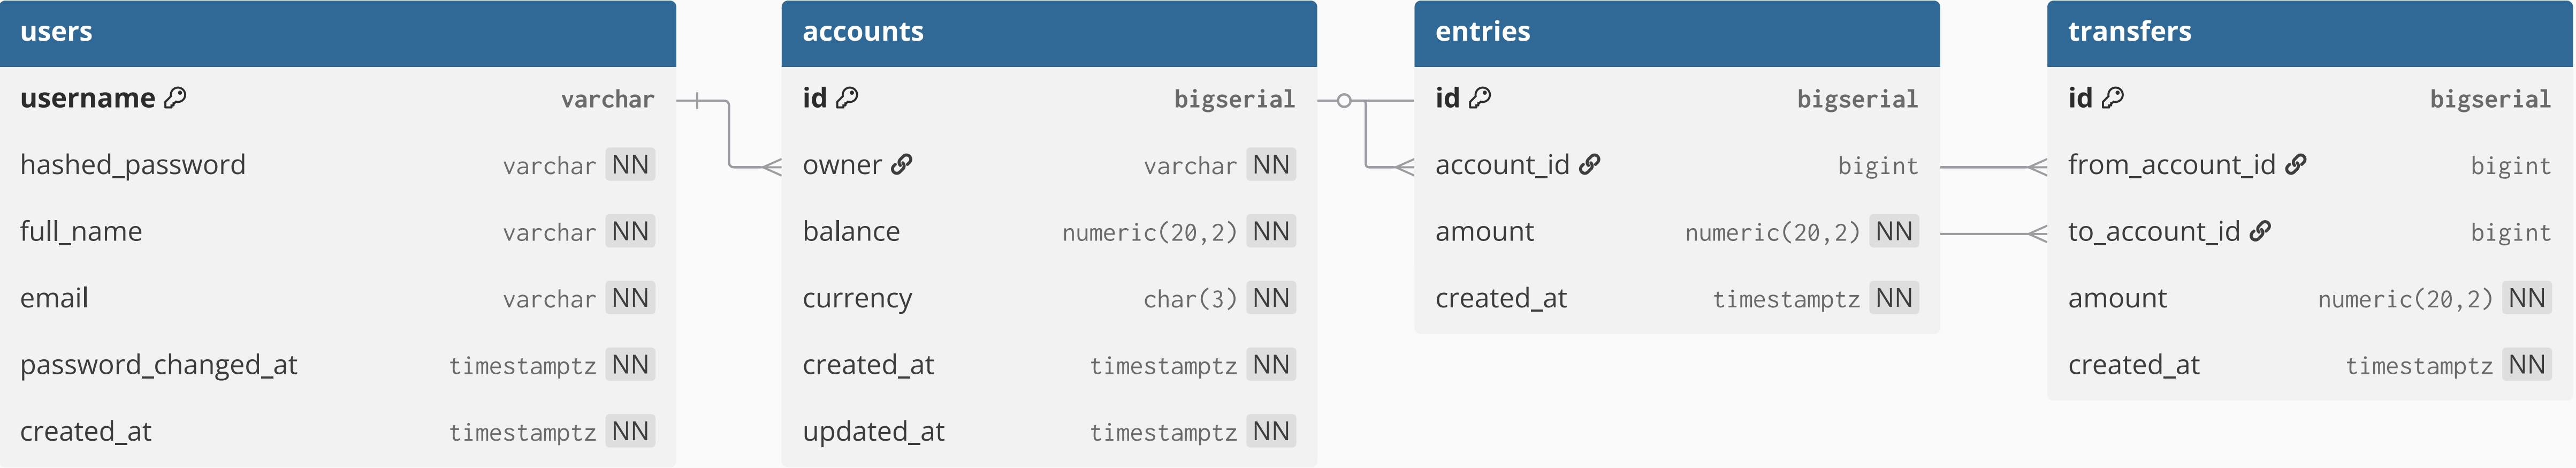 users
username varchar
hashed_password varchar NN
full_name varchar NN
email varchar NN
password_changed_at timestamptz NN
created_at timestamptz NN
accounts
id bigserial
owner varchar NN
balance numeric(20,2) NN
currency char(3) NN
created_at timestamptz NN
updated_at timestamptz NN
entries
id bigserial
account_id bigint
amount numeric(20,2) NN
created_at timestamptz NN
transfers
id bigserial
from_account_id bigint
to_account_id bigint
amount numeric(20,2) NN
created_at timestamptz NN